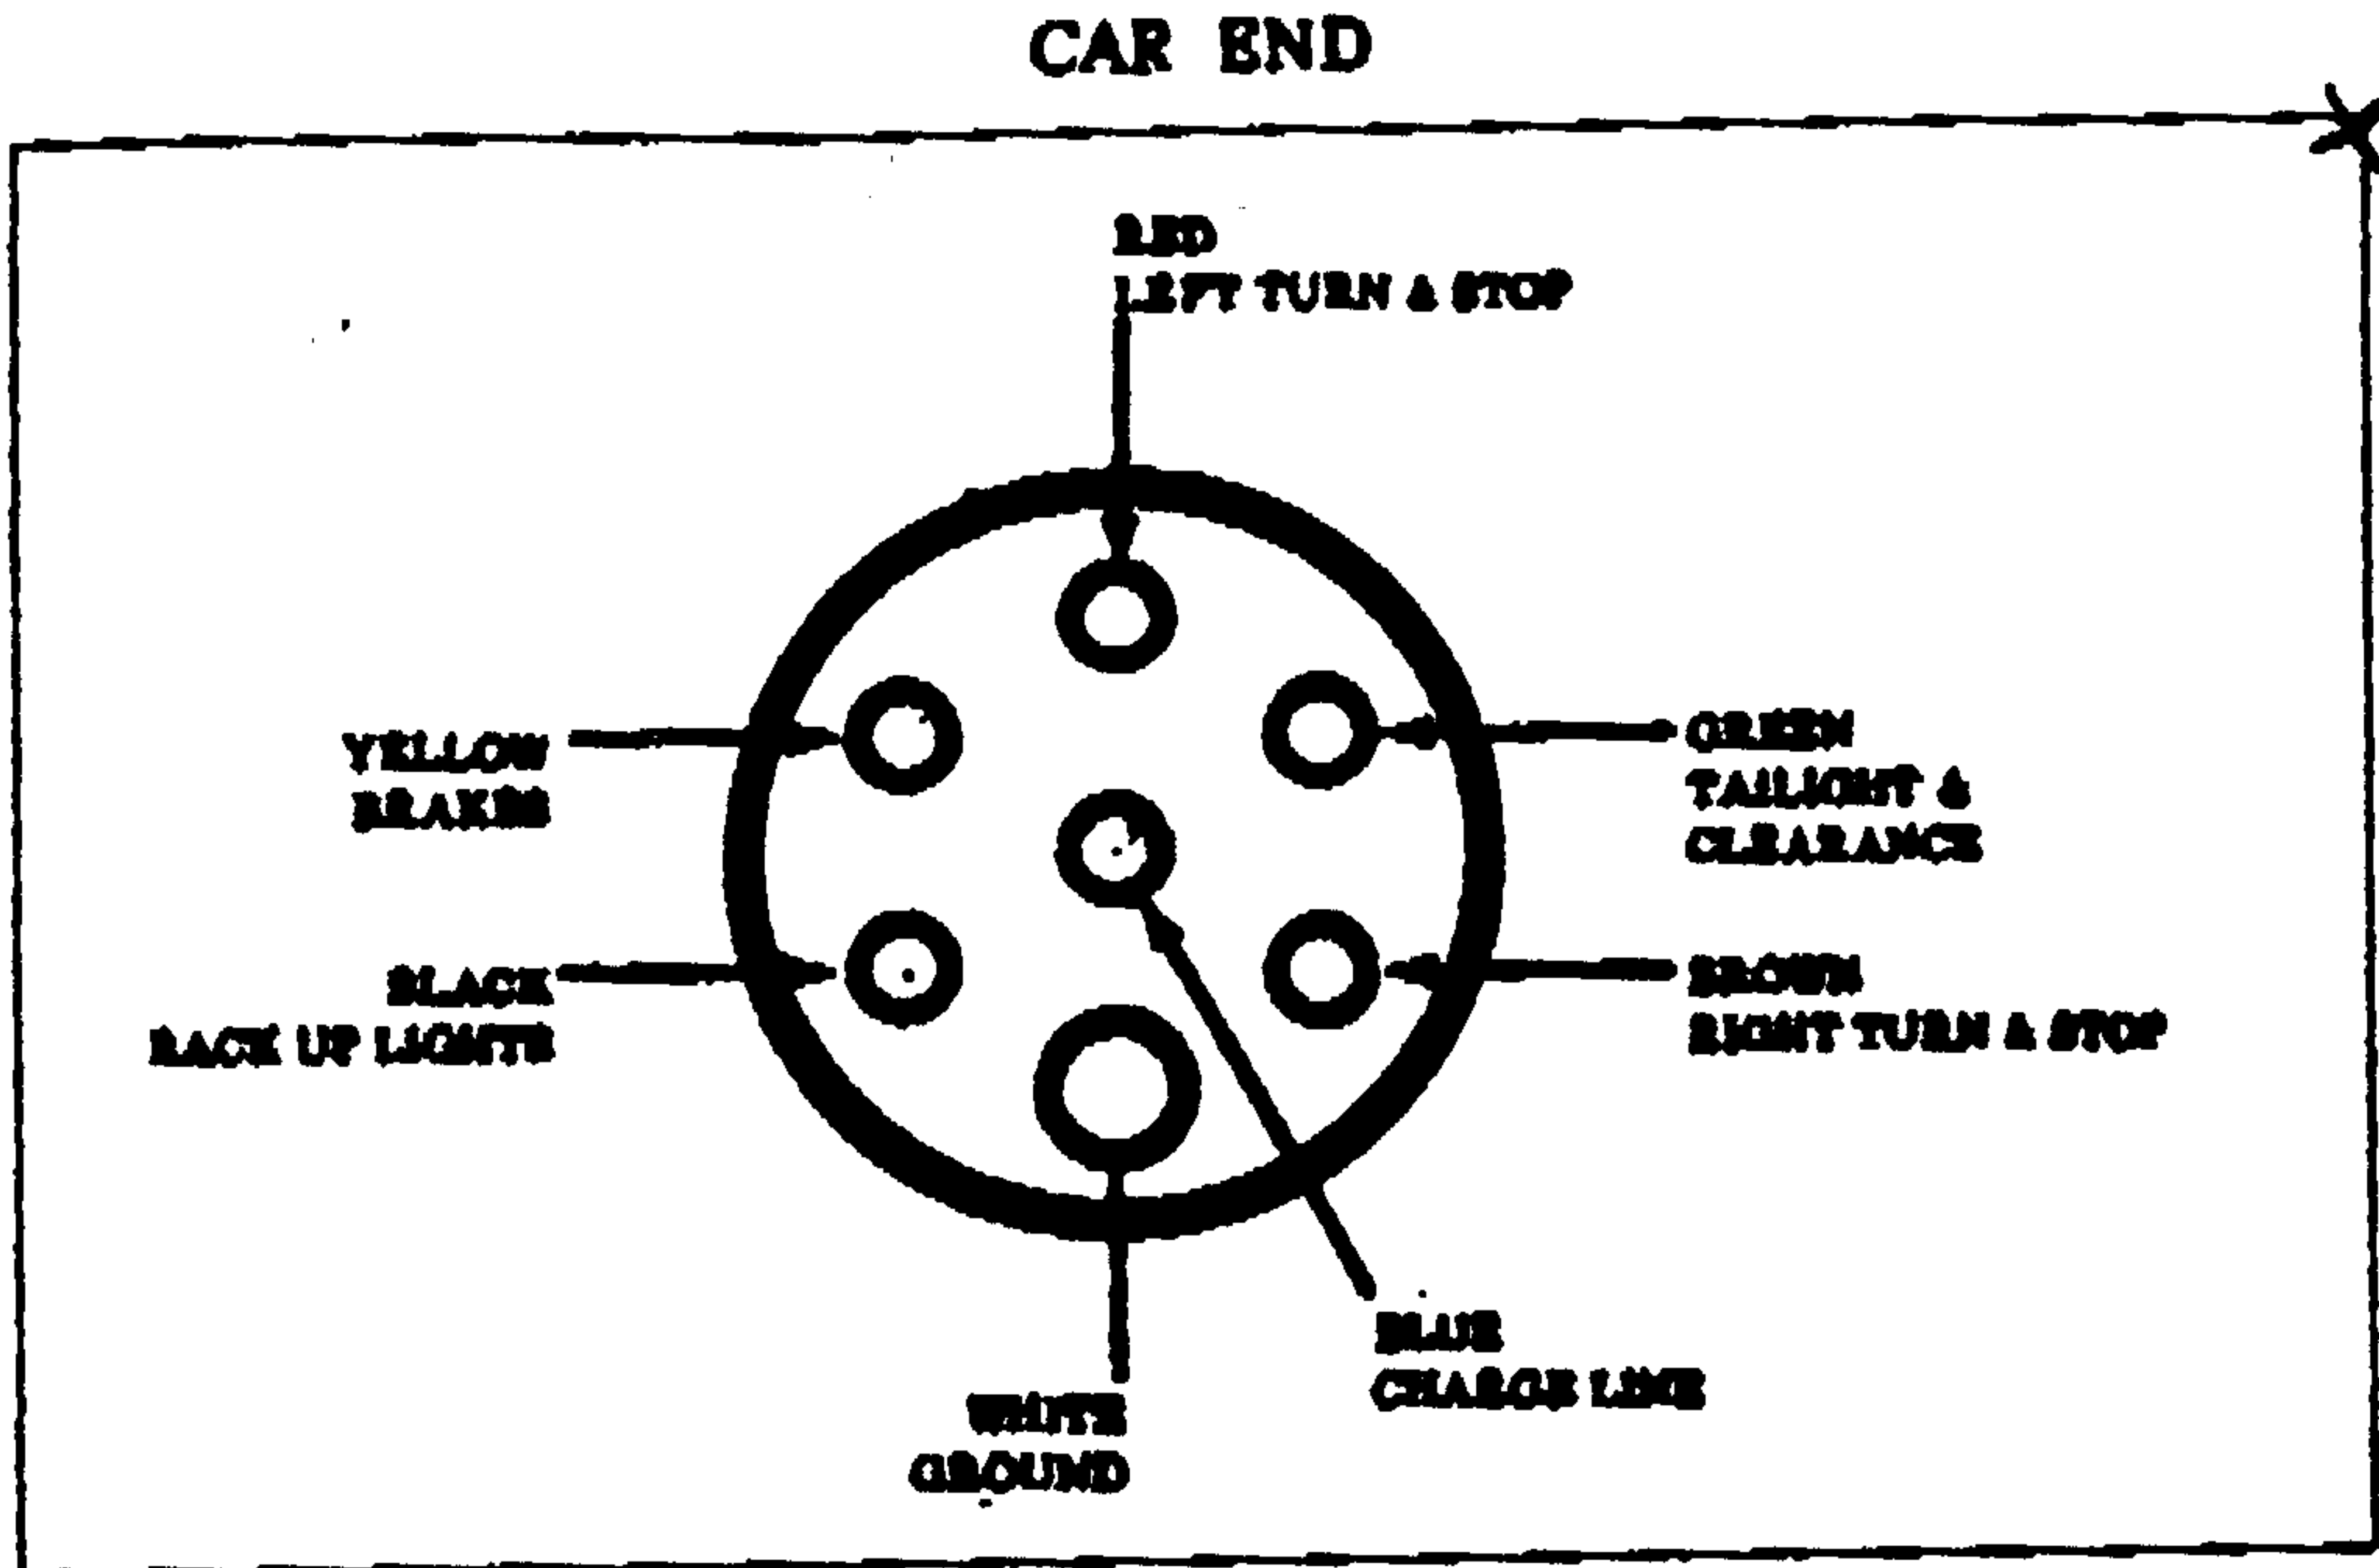 CAR END
RED
LEFT TURN & STOP
YELLOW
BRAKING
GREEN
TAILLIGHT &
CLEARANCE
BLACK
BACK UP LIGHTS
BROWN
RIGHT TURN & STOP
BLUE
CHARGE LINE
WHITE
GROUND